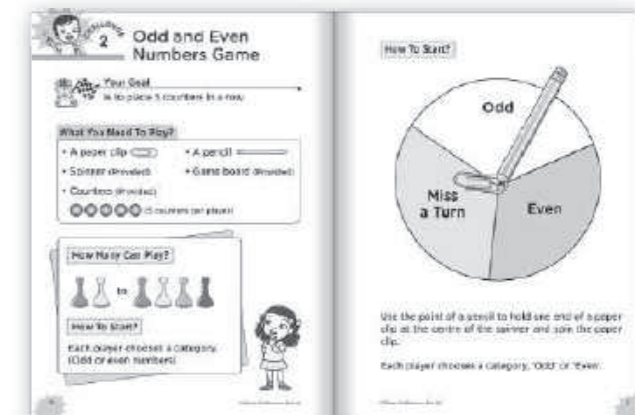 CHALLENGE
2
Odd and Even
Numbers Game
Your Goal
is to place 5 counters in a row
What You Need To Play?
• A paper clip
• A pencil
• Spinner (Provided)
• Game board (Provided)
• Counters (Provided)
(5 counters per player)
How Many Can Play?
to
How To Start?
Each player chooses a category.
(Odd or even numbers)
How To Start?
Odd
Miss
a Turn
Even
Use the point of a pencil to hold one end of a paper
clip at the centre of the spinner and spin the paper
clip.
Each player chooses a category, 'Odd' or 'Even'.